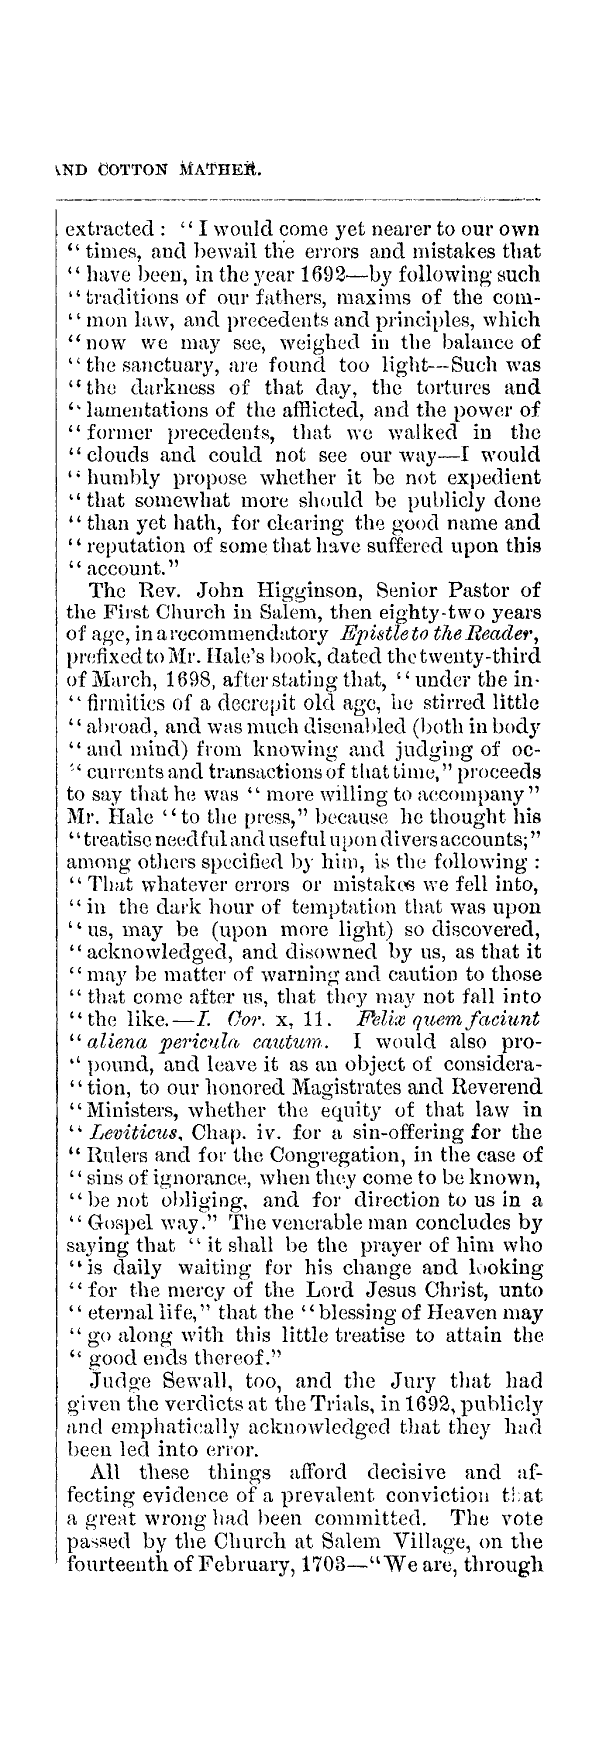 AND COTTON MATHER.
extracted: "I would come yet nearer to our own
"times, and bewail the errors and mistakes that
"have been, in the year 1692—by following such
"traditions of our fathers, maxims of the com-
"mon law, and precedents and principles, which
"now we may see, weighed in the balance of
"the sanctuary, are found too light—Such was
"the darkness of that day, the tortures and
"lamentations of the afflicted, and the power of
"former precedents, that we walked in the
"clouds and could not see our way—I would
"humbly propose whether it be not expedient
"that somewhat more should be publicly done
"than yet hath, for clearing the good name and
"reputation of some that have suffered upon this
"account."
The Rev. John Higginson, Senior Pastor of
the First Church in Salem, then eighty-two years
of age, in a recommendatory Epistle to the Reader,
prefixed to Mr. Hale's book, dated the twenty-third
of March, 1698, after stating that, "under the in-
"firmities of a decrepit old age, he stirred little
"abroad, and was much disenabled (both in body
"and mind) from knowing and judging of oc-
"currents and transactions of that time," proceeds
to say that he was "more willing to accompany"
Mr. Hale "to the press," because he thought his
"treatise needful and useful upon divers accounts;"
among others specified by him, is the following:
"That whatever errors or mistakes we fell into,
"in the dark hour of temptation that was upon
"us, may be (upon more light) so discovered,
"acknowledged, and disowned by us, as that it
"may be matter of warning and caution to those
"that come after us, that they may not fall into
"the like.—I. Cor. x, 11. Felix quem faciunt
"aliena pericula cautum. I would also pro-
"pound, and leave it as an object of considera-
"tion, to our honored Magistrates and Reverend
"Ministers, whether the equity of that law in
"Leviticus, Chap. iv. for a sin-offering for the
"Rulers and for the Congregation, in the case of
"sins of ignorance, when they come to be known,
"be not obliging, and for direction to us in a
"Gospel way." The venerable man concludes by
saying that "it shall be the prayer of him who
"is daily waiting for his change and looking
"for the mercy of the Lord Jesus Christ, unto
"eternal life," that the "blessing of Heaven may
"go along with this little treatise to attain the
"good ends thereof."
Judge Sewall, too, and the Jury that had
given the verdicts at the Trials, in 1692, publicly
and emphatically acknowledged that they had
been led into error.
All these things afford decisive and af-
fecting evidence of a prevalent conviction that
a great wrong had been committed. The vote
passed by the Church at Salem Village, on the
fourteenth of February, 1703—"We are, through